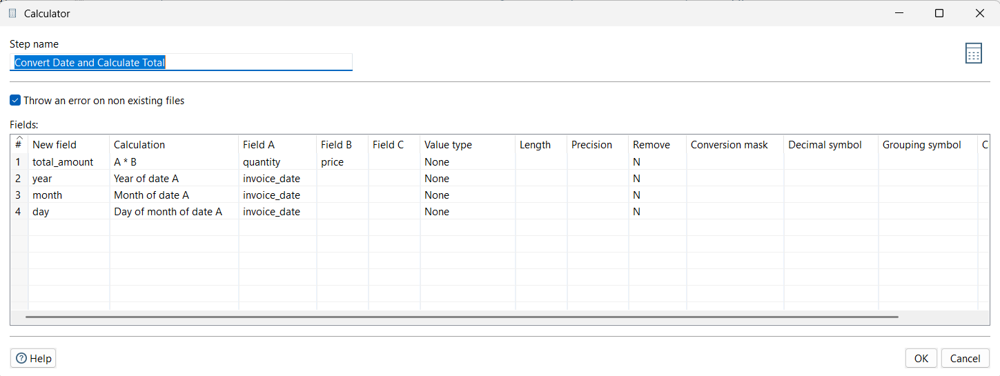 Calculator
Step name
Convert Date and Calculate Total
Throw an error on non existing files
Fields:
# New field Calculation Field A Field B Field C Value type Length Precision Remove Conversion mask Decimal symbol Grouping symbol C
1 total_amount A * B quantity price None N
2 year Year of date A invoice_date None N
3 month Month of date A invoice_date None N
4 day Day of month of date A invoice_date None N
Help OK Cancel